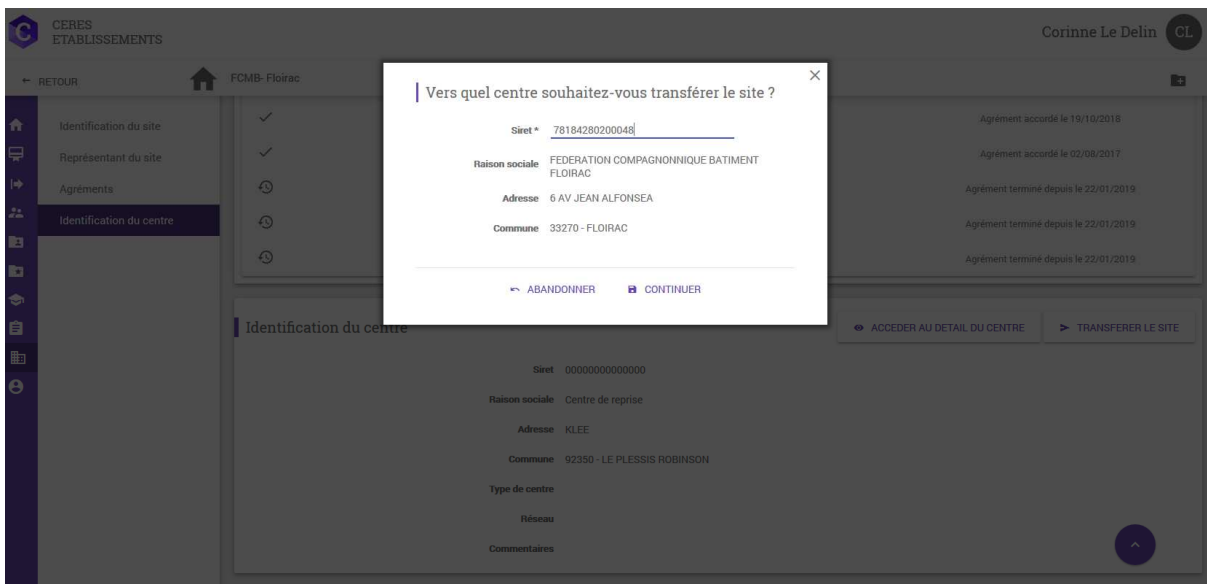 CERES
ETABLISSEMENTS
Corinne Le Delin CL
← RETOUR
FCMB- Floirac
Vers quel centre souhaitez-vous transférer le site ?
Siret * 78184280200048
Raison sociale FEDERATION COMPAGNONNIQUE BATIMENT
FLOIRAC
Adresse 6 AV JEAN ALFONSEA
Commune 33270 - FLOIRAC
ABANDONNER CONTINUER
Identification du site
Représentant du site
Agréments
Identification du centre
Agrément accordé le 19/10/2018
Agrément accordé le 02/08/2017
Agrément terminé depuis le 22/01/2019
Agrément terminé depuis le 22/01/2019
Agrément terminé depuis le 22/01/2019
Identification du centre
ACCEDER AU DETAIL DU CENTRE TRANSFERER LE SITE
Siret 00000000000000
Raison sociale Centre de reprise
Adresse KLEE
Commune 92350 - LE PLESSIS ROBINSON
Type de centre
Réseau
Commentaires